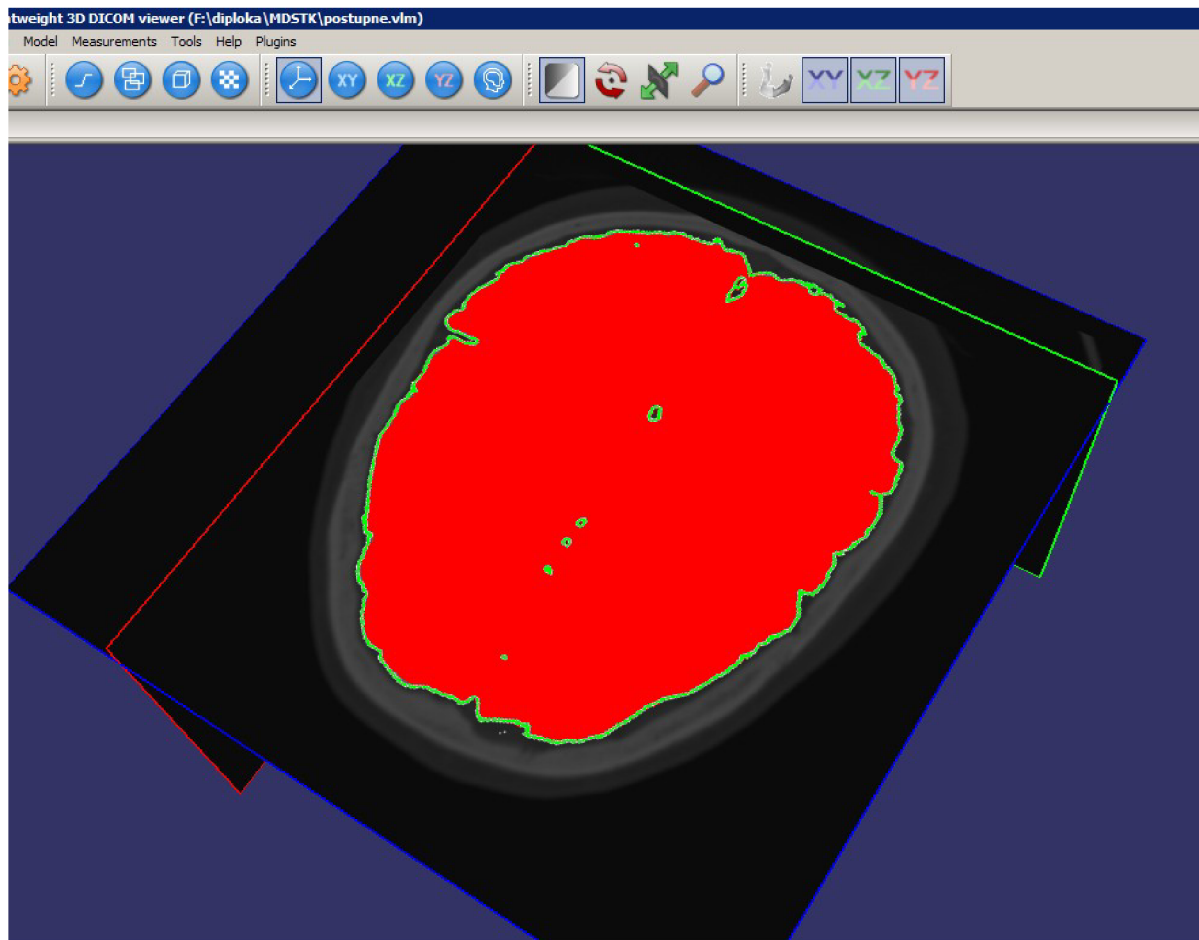 tweight 3D DICOM viewer (F:\diploka\MDSTK\postupne.vlm)
Model Measurements Tools Help Plugins
XY XZ YZ XY XZ YZ